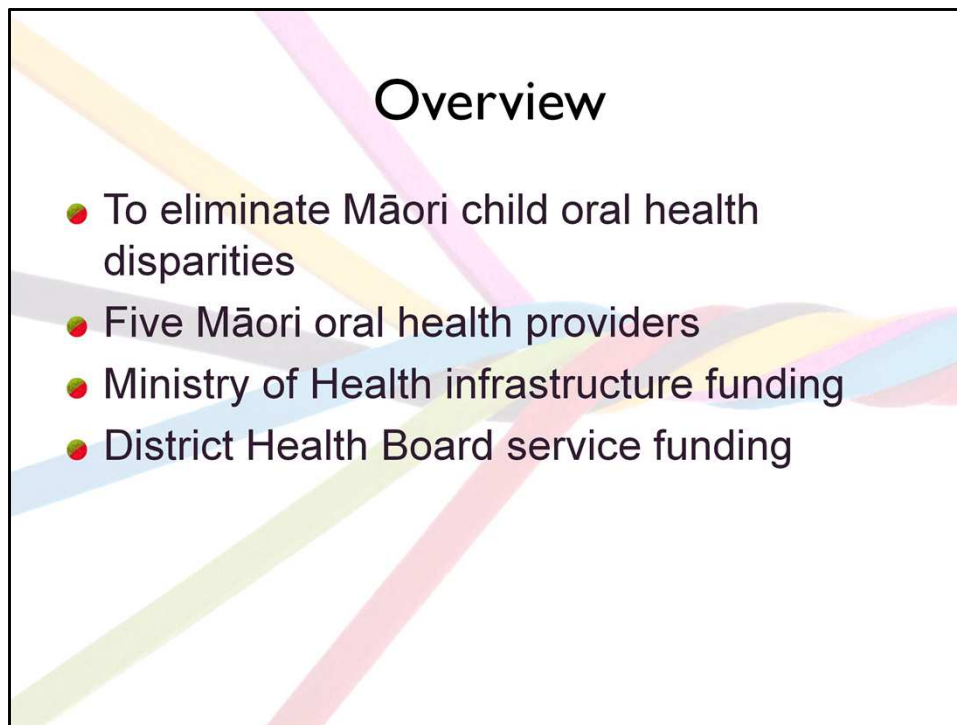 Overview
To eliminate Māori child oral health
disparities
Five Māori oral health providers
Ministry of Health infrastructure funding
District Health Board service funding